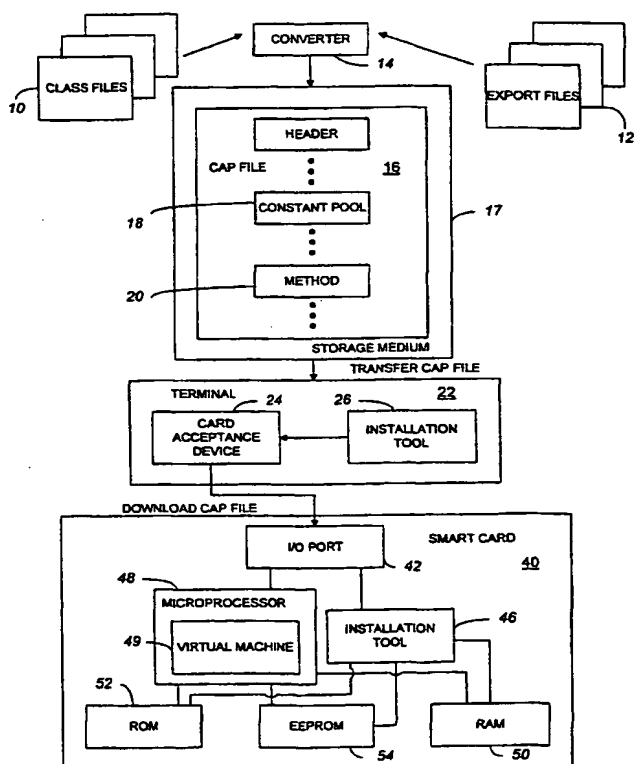 CONVERTER
14
CLASS FILES
10
EXPORT FILES
12
HEADER
CAP FILE
16
18
CONSTANT POOL
17
20
METHOD
STORAGE MEDIUM
TRANSFER CAP FILE
TERMINAL
24
26
22
CARD
ACCEPTANCE
DEVICE
INSTALLATION
TOOL
DOWNLOAD CAP FILE
I/O PORT
SMART CARD
42
40
48
MICROPROCESSOR
46
49
VIRTUAL MACHINE
INSTALLATION
TOOL
52
ROM
EEPROM
RAM
54
50